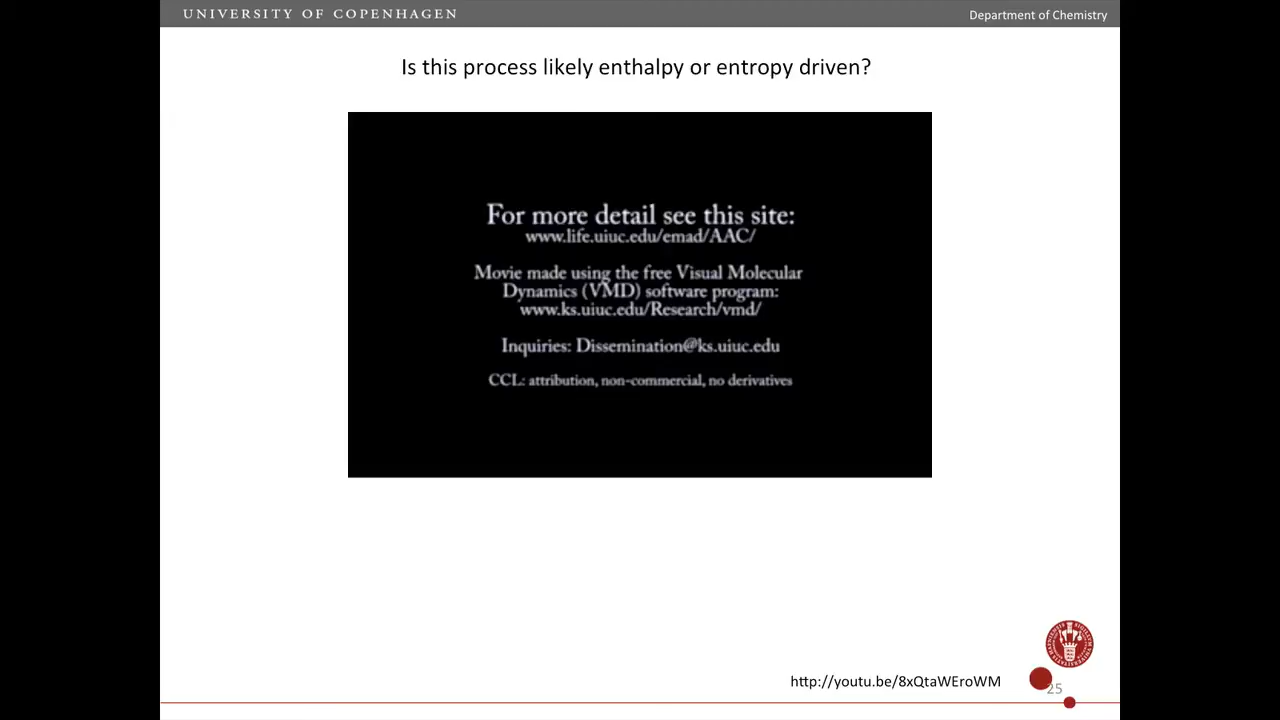 UNIVERSITY OF COPENHAGEN
Department of Chemistry
Is this process likely enthalpy or entropy driven?
For more detail see this site:
www.life.uiuc.edu/emad/AAC/
Movie made using the free Visual Molecular
Dynamics (VMD) software program:
www.ks.uiuc.edu/Research/vmd/
Inquiries: Dissemination@ks.uiuc.edu
CCL: attribution, non-commercial, no derivatives
http://youtu.be/8xQtaWEroWM
25